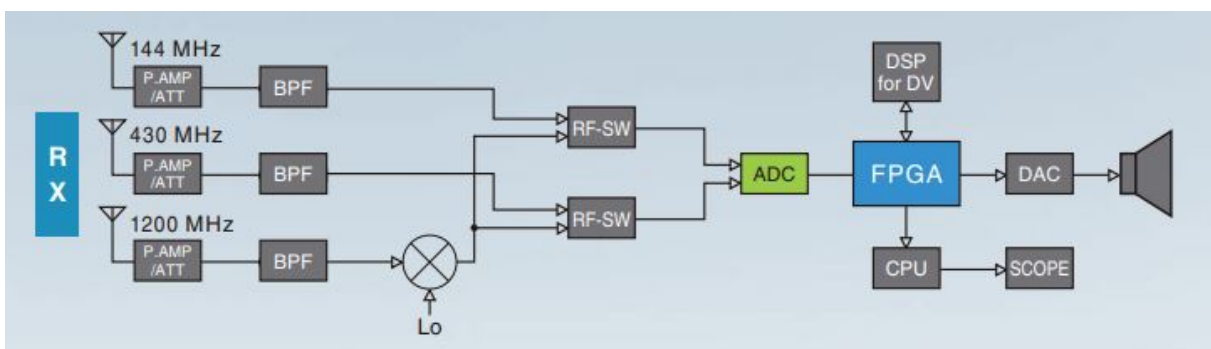 RX
144 MHz
P.AMP
/ATT
BPF
430 MHz
P.AMP
/ATT
BPF
1200 MHz
P.AMP
/ATT
BPF
Lo
RF-SW
RF-SW
ADC
DSP
for DV
FPGA
DAC
CPU
SCOPE